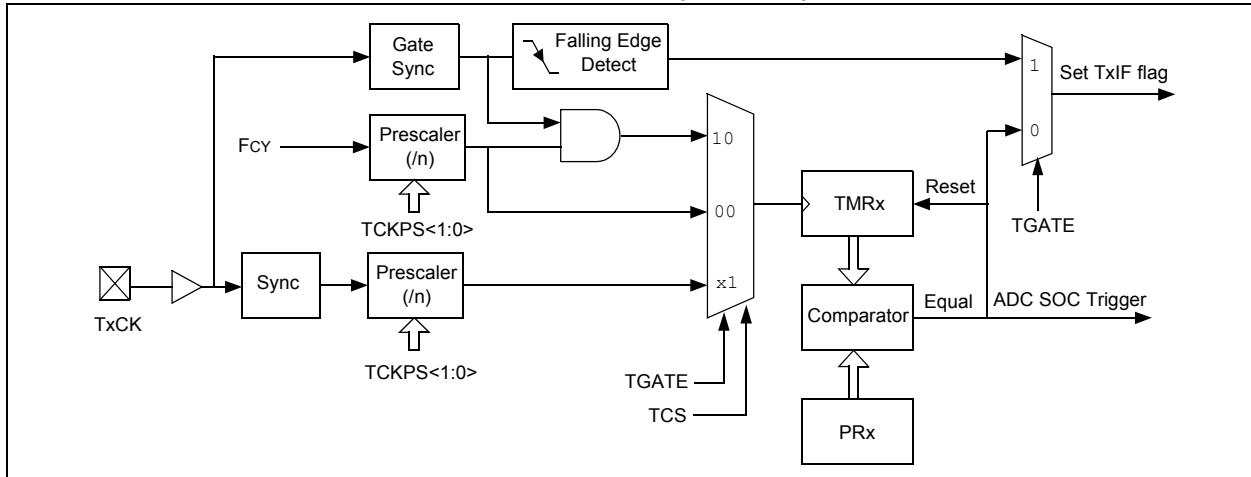 Gate
Sync
Falling Edge
Detect
1
Set TxIF flag
0
FCY
Prescaler
(/n)
10
TCKPS<1:0>
00
TMRx
Reset
TGATE
TxCK
Sync
Prescaler
(/n)
x1
Comparator
Equal
ADC SOC Trigger
TCKPS<1:0>
TGATE
TCS
PRx